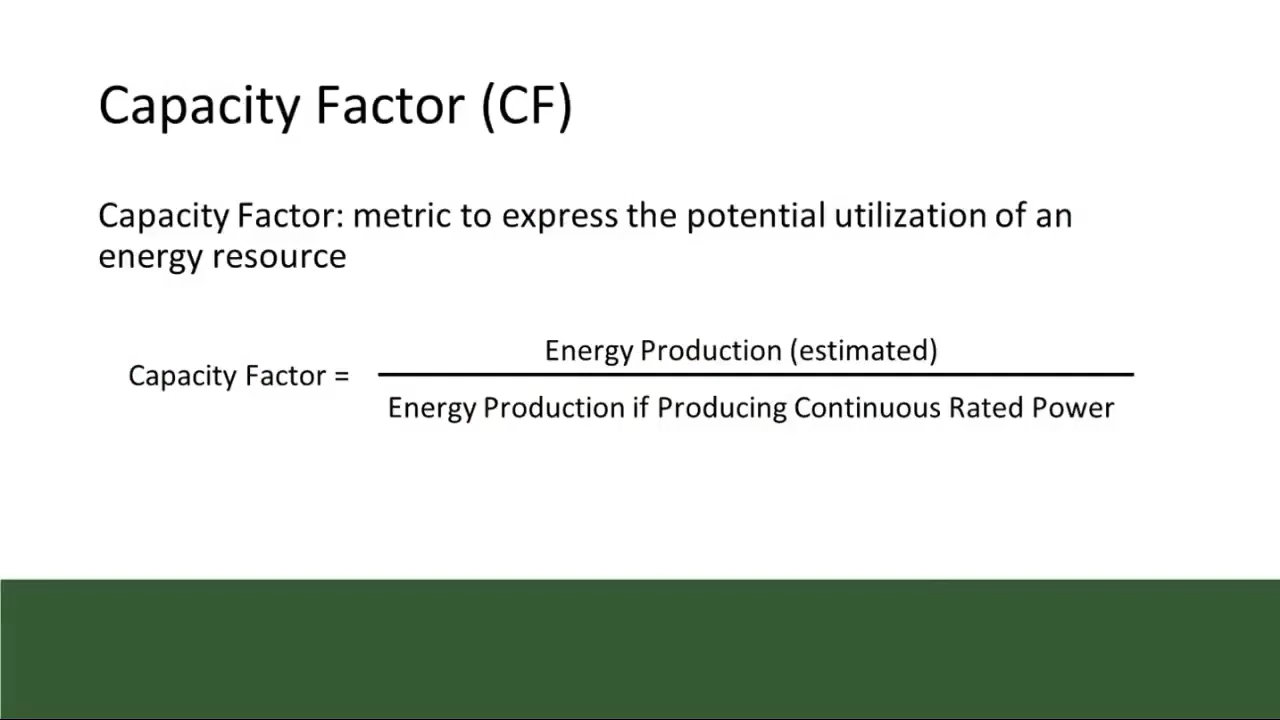 Capacity Factor (CF)
Capacity Factor: metric to express the potential utilization of an
energy resource
Capacity Factor =
Energy Production (estimated)
Energy Production if Producing Continuous Rated Power